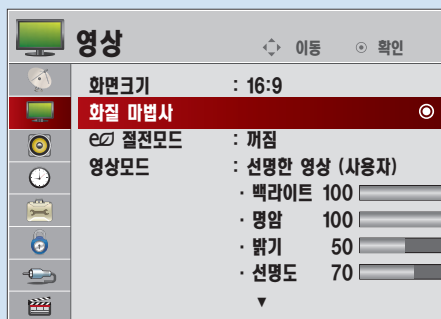 영상 이동 확인
화면크기 : 16:9
화질 마법사
e 절전모드 : 꺼짐
영상모드 : 선명한 영상 (사용자)
· 백라이트 100
· 명암 100
· 밝기 50
· 선명도 70
▼